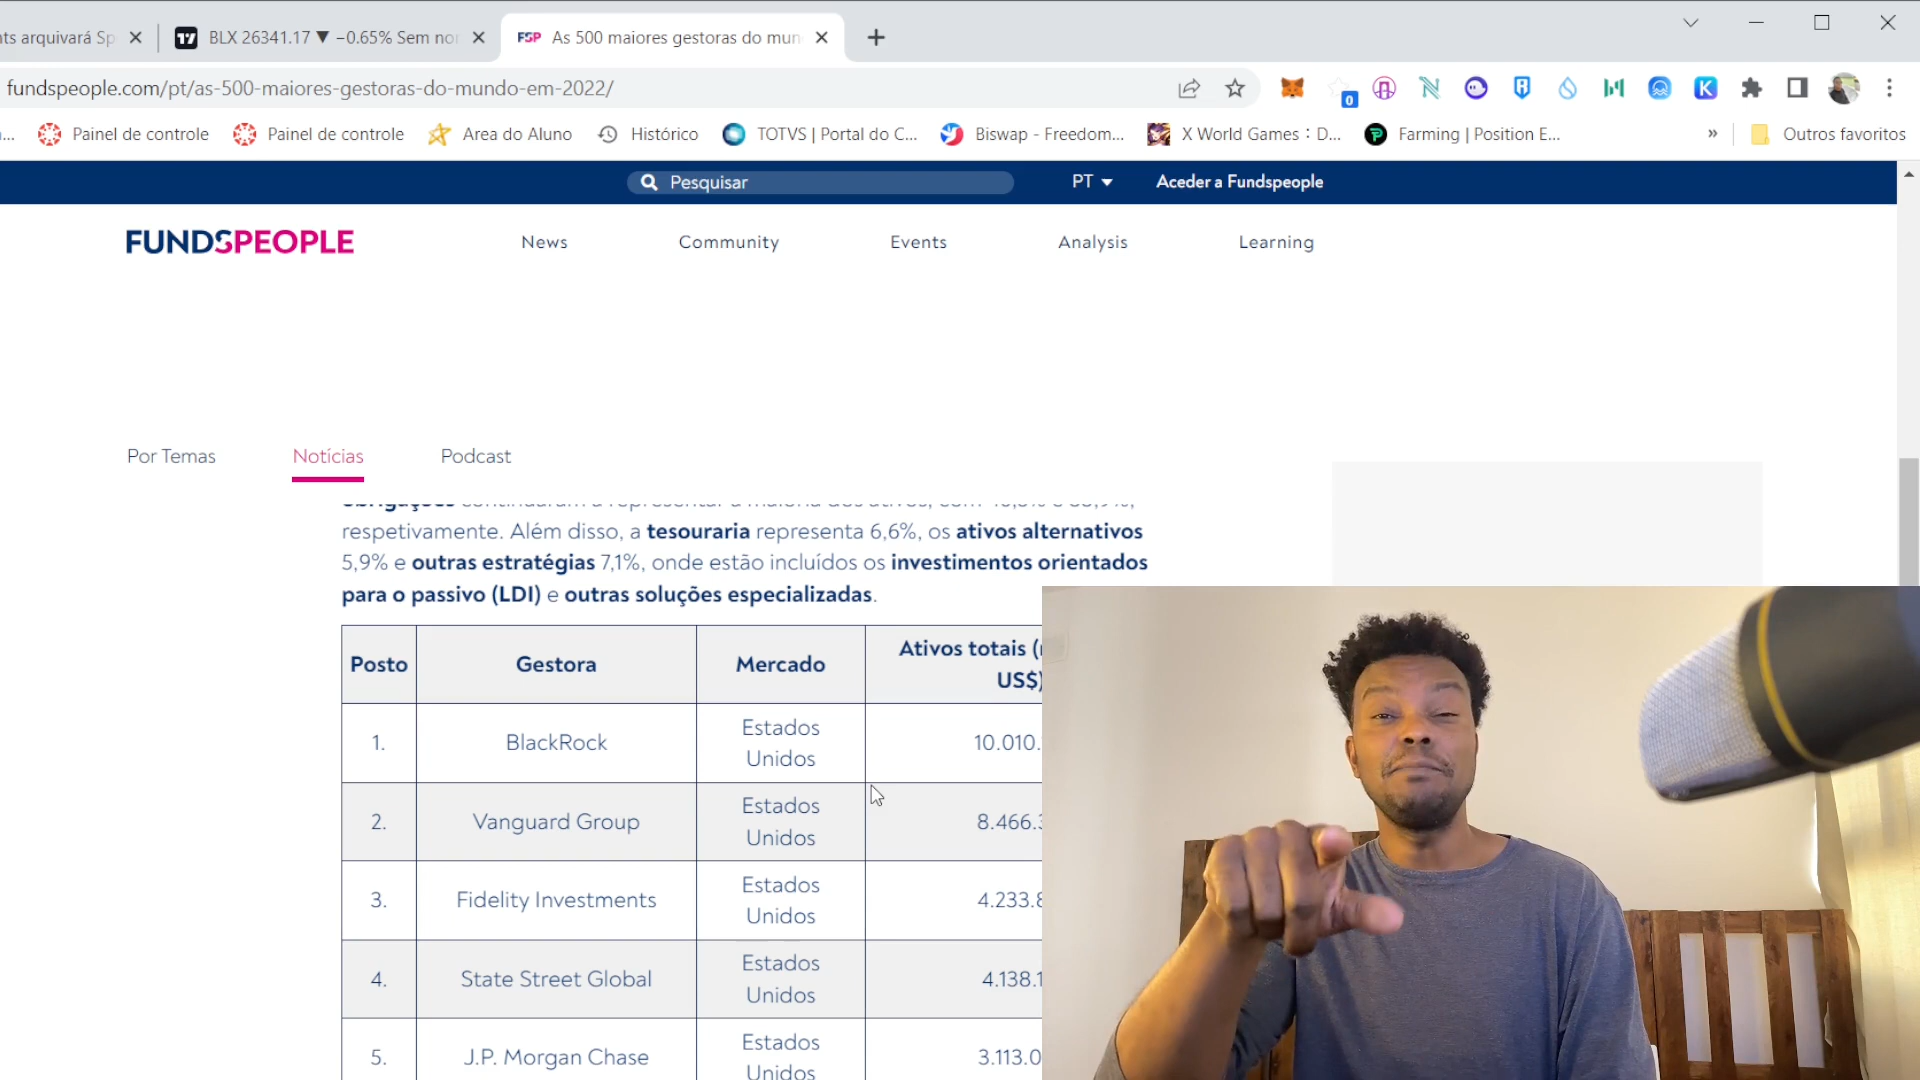 nts arquivará Sp
BLX 26341.17 ▼ −0.65% Sem no
FSP As 500 maiores gestoras do mun
fundspeople.com/pt/as-500-maiores-gestoras-do-mundo-em-2022/
0
K
Painel de controle
Painel de controle
Area do Aluno
Histórico
TOTVS | Portal do C...
Biswap - Freedom...
X World Games : D...
Farming | Position E...
»
Outros favoritos
Pesquisar
PT
Aceder a Fundspeople
FUNDSPEOPLE
News
Community
Events
Analysis
Learning
Por Temas
Notícias
Podcast
respetivamente. Além disso, a tesouraria representa 6,6%, os ativos alternativos
5,9% e outras estratégias 7,1%, onde estão incluídos os investimentos orientados
para o passivo (LDI) e outras soluções especializadas.
Posto
Gestora
Mercado
Ativos totais (
US$)
1.
BlackRock
Estados
Unidos
10.010.
2.
Vanguard Group
Estados
Unidos
8.466.
3.
Fidelity Investments
Estados
Unidos
4.233.8
4.
State Street Global
Estados
Unidos
4.138.1
5.
J.P. Morgan Chase
Estados
Unidos
3.113.0